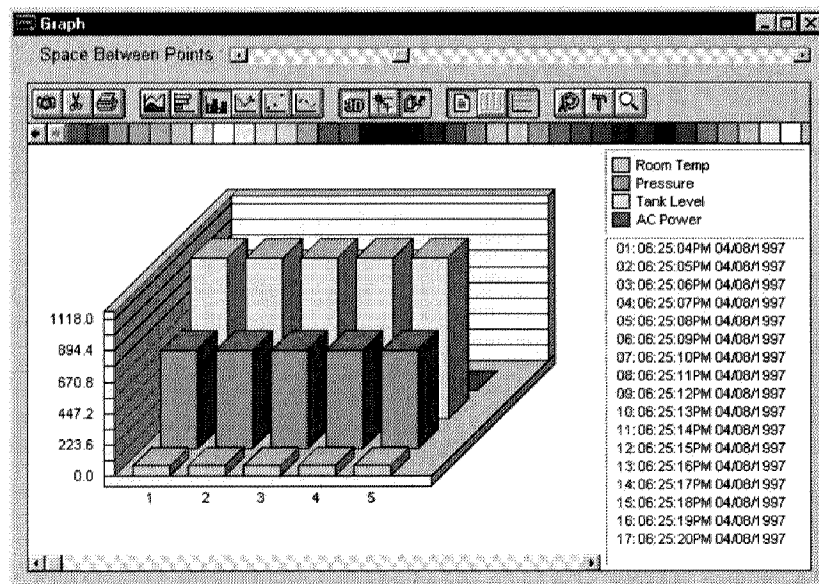 Graph
Space Between Points
3D
T
Room Temp
Pressure
Tank Level
AC Power
1118.0
894.4
670.8
447.2
223.6
0.0
1 2 3 4 5
01: 06:25:04PM 04/08/1997
02: 06:25:05PM 04/08/1997
03: 06:25:06PM 04/08/1997
04: 06:25:07PM 04/08/1997
05: 06:25:08PM 04/08/1997
06: 06:25:09PM 04/08/1997
07: 06:25:10PM 04/08/1997
08: 06:25:11PM 04/08/1997
09: 06:25:12PM 04/08/1997
10: 06:25:13PM 04/08/1997
11: 06:25:14PM 04/08/1997
12: 06:25:15PM 04/08/1997
13: 06:25:16PM 04/08/1997
14: 06:25:17PM 04/08/1997
15: 06:25:18PM 04/08/1997
16: 06:25:19PM 04/08/1997
17: 06:25:20PM 04/08/1997